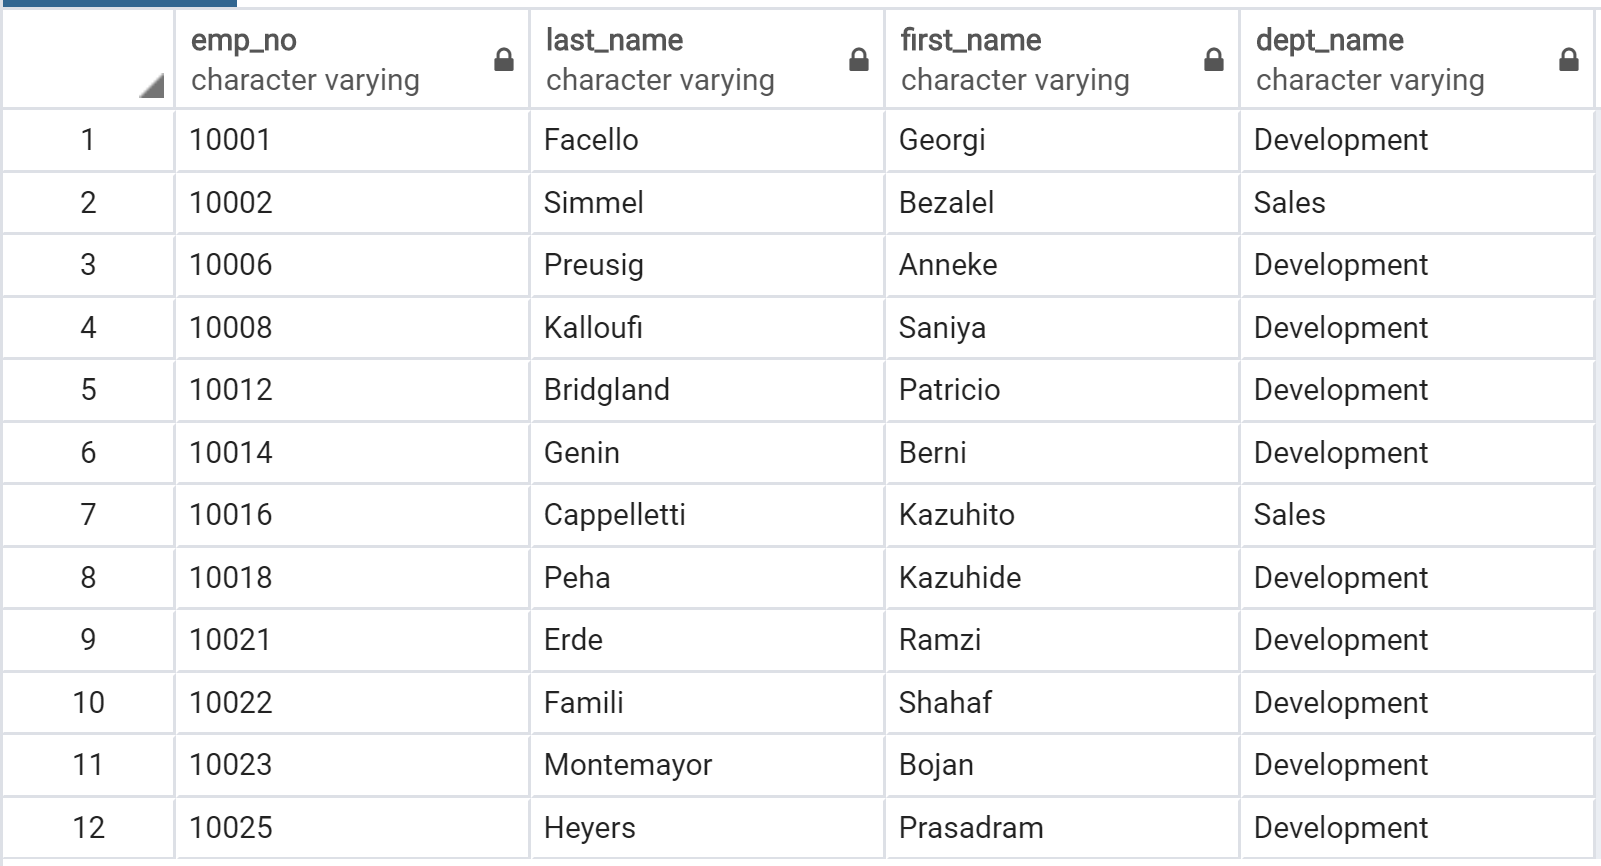 emp_no last_name first_name dept_name
character varying character varying character varying character varying
1 10001 Facello Georgi Development
2 10002 Simmel Bezalel Sales
3 10006 Preusig Anneke Development
4 10008 Kalloufi Saniya Development
5 10012 Bridgland Patricio Development
6 10014 Genin Berni Development
7 10016 Cappelletti Kazuhito Sales
8 10018 Peha Kazuhide Development
9 10021 Erde Ramzi Development
10 10022 Famili Shahaf Development
11 10023 Montemayor Bojan Development
12 10025 Heyers Prasadram Development